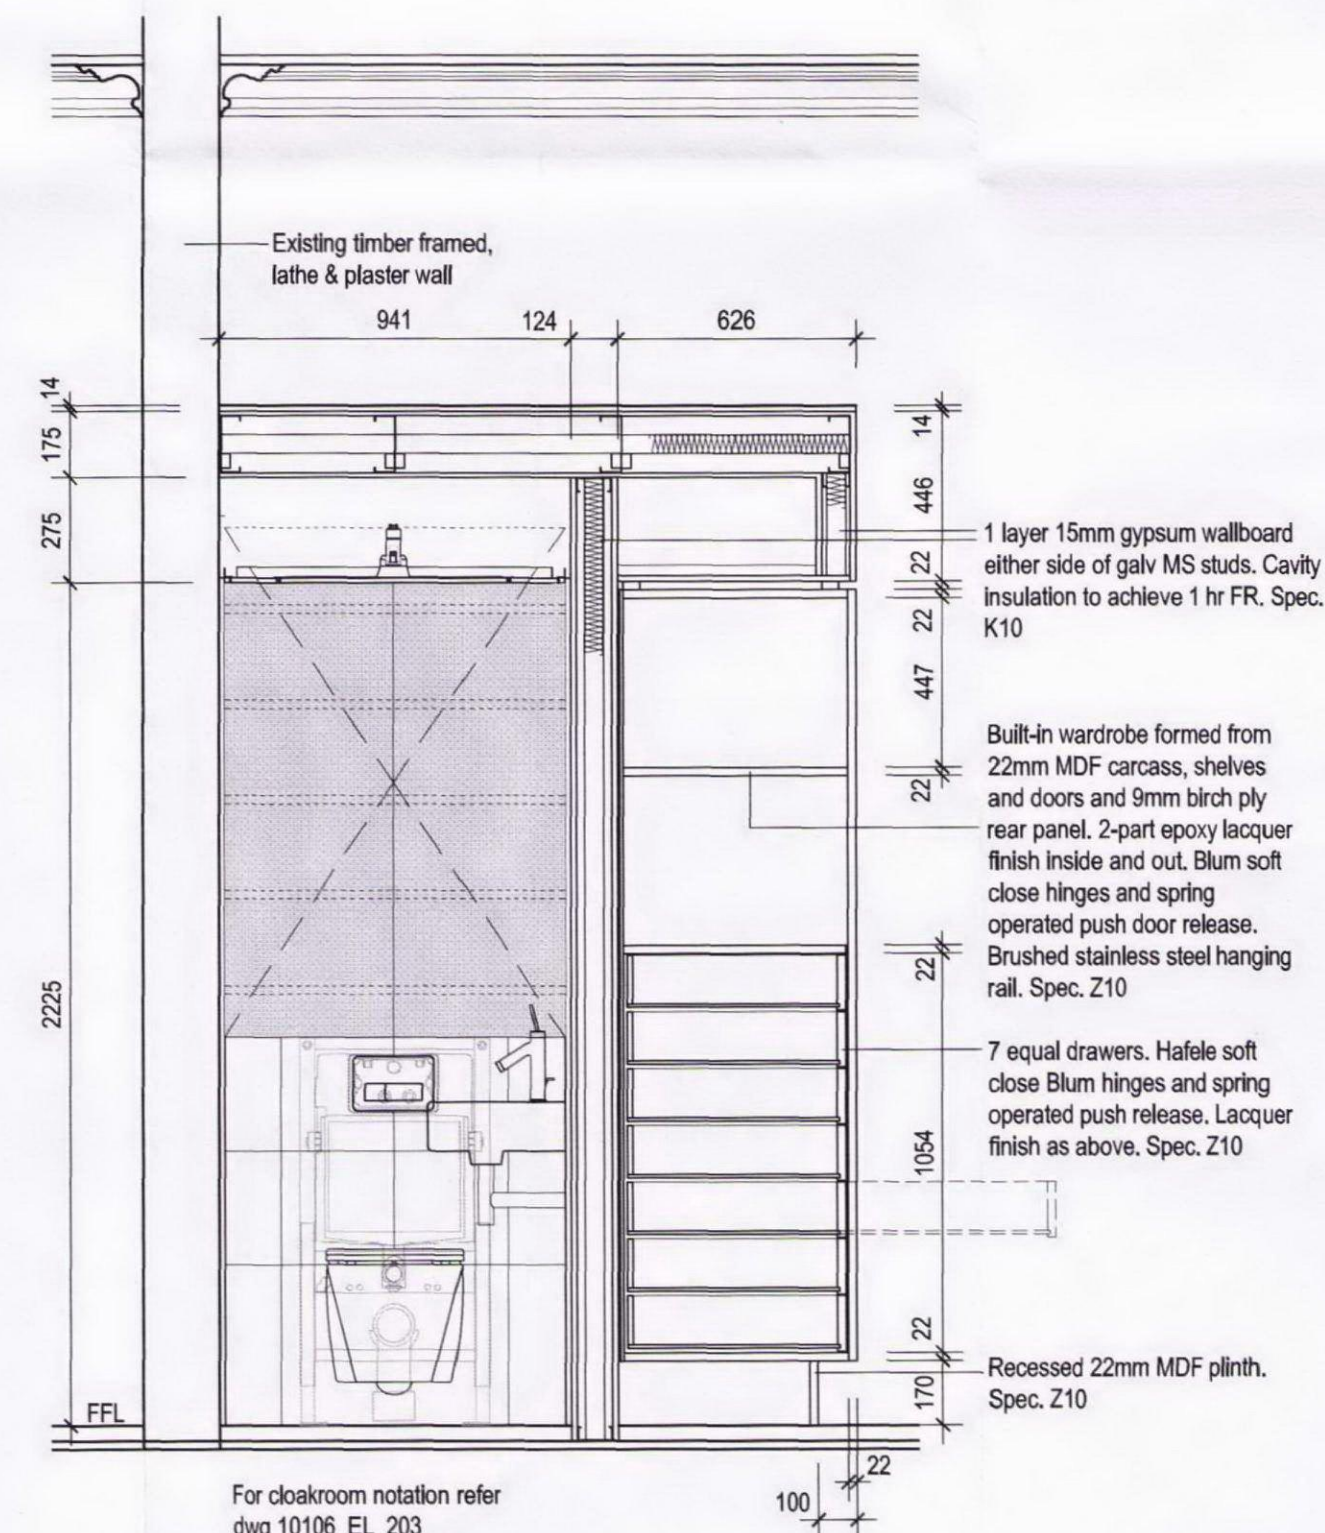 Existing timber framed,
lathe & plaster wall
941
124
626
14
175
275
2225
FFL
14
446
22
22
447
22
22
1054
22
170
22
100
1 layer 15mm gypsum wallboard
either side of galv MS studs. Cavity
insulation to achieve 1 hr FR. Spec.
K10
Built-in wardrobe formed from
22mm MDF carcass, shelves
and doors and 9mm birch ply
rear panel. 2-part epoxy lacquer
finish inside and out. Blum soft
close hinges and spring
operated push door release.
Brushed stainless steel hanging
rail. Spec. Z10
7 equal drawers. Hafele soft
close Blum hinges and spring
operated push release. Lacquer
finish as above. Spec. Z10
Recessed 22mm MDF plinth.
Spec. Z10
For cloakroom notation refer
dwg 10106_EL_203